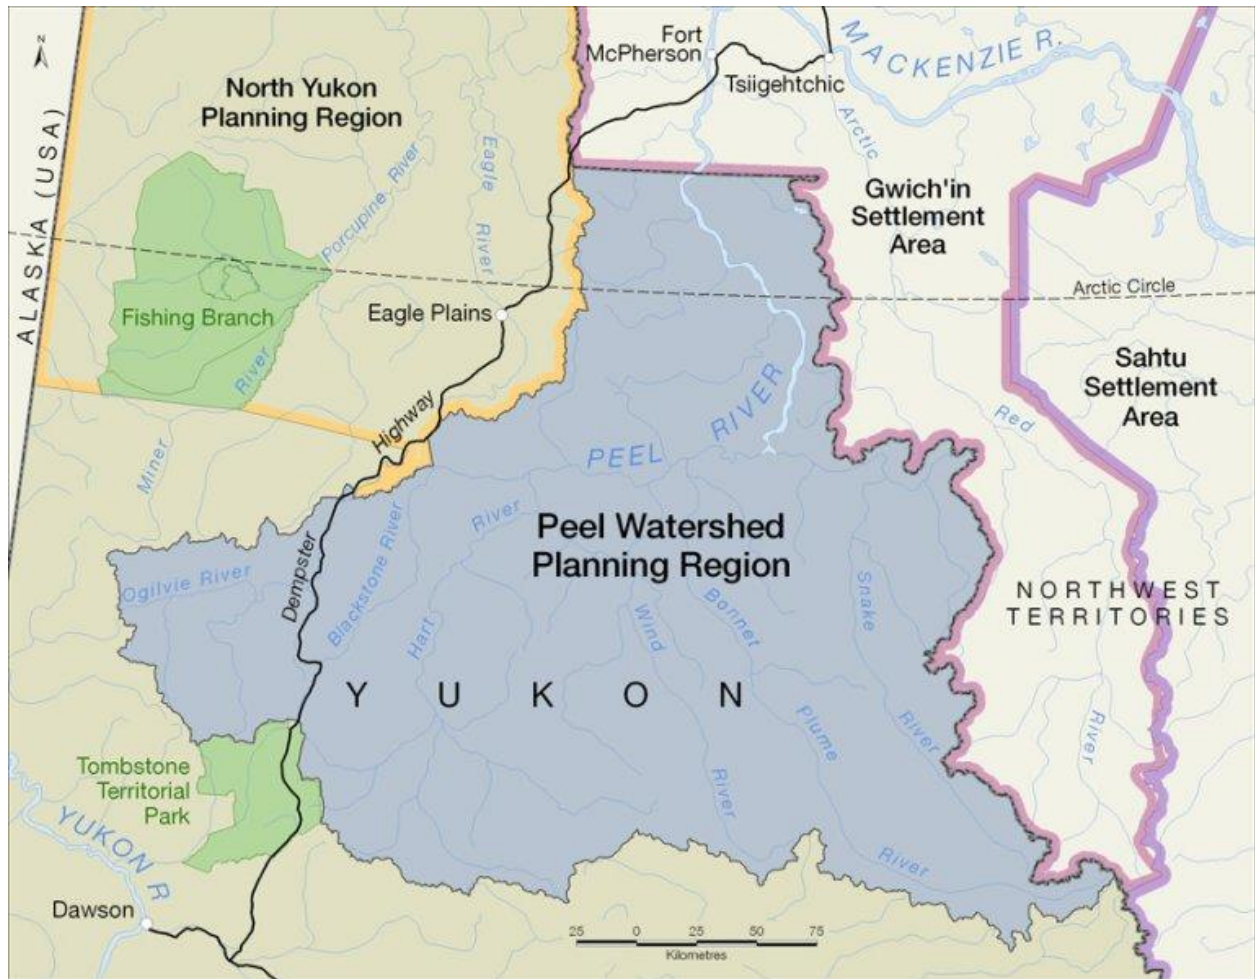 N
Fort
McPherson
MACKENZIE R.
Tsiigehtchic
North Yukon
Planning Region
ALASKA (USA)
Eagle
River
Porcupine River
Arctic
Gwich'in
Settlement
Area
Arctic Circle
Fishing Branch
Eagle Plains
River
Sahtu
Settlement
Area
Highway
Red
Miner
PEEL RIVER
River
Peel Watershed
Planning Region
Ogilvie River
Dempster
Blackstone River
Hart
Wind
Bonnet
Snake
NORTHWEST
TERRITORIES
YUKON
Plume
River
River
River
Tombstone
Territorial
Park
YUKON R
River
Dawson
25 0 25 50 75
Kilometres